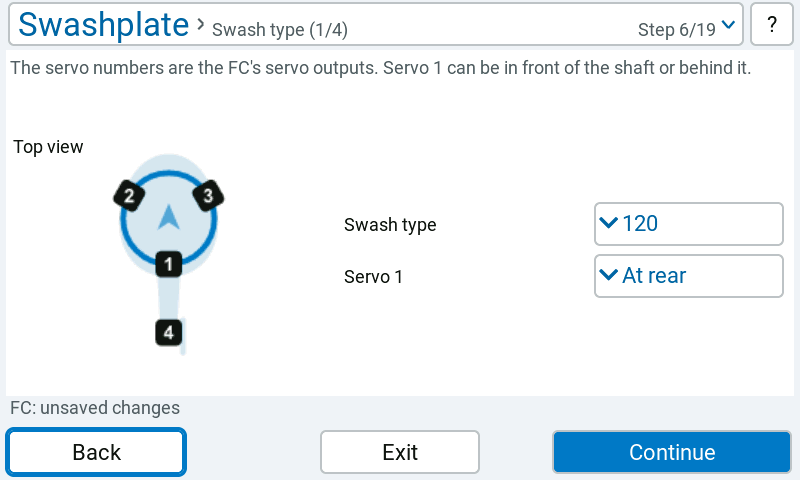 Swashplate › Swash type (1/4) Step 6/19
?
The servo numbers are the FC's servo outputs. Servo 1 can be in front of the shaft or behind it.
Top view
2 3
1
4
Swash type 120
Servo 1 At rear
FC: unsaved changes
Back Exit Continue